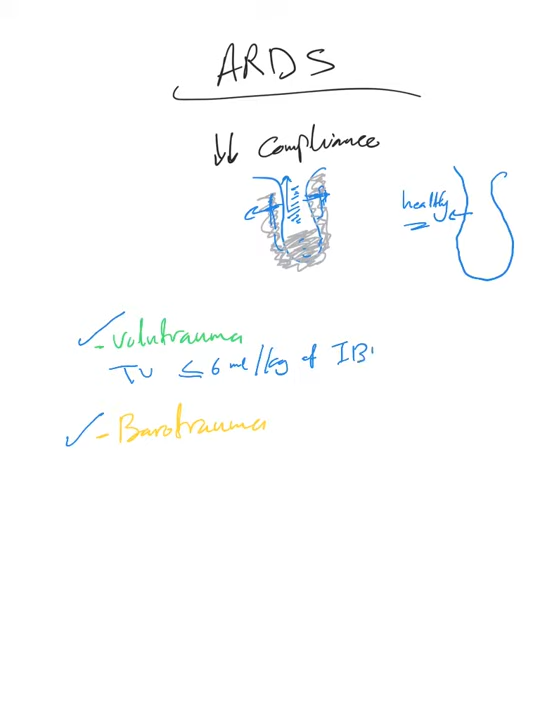 ARDS
↓↓ Compliance
healthy
- Volutrauma
TV ≤ 6 ml/kg of IB
- Barotrauma